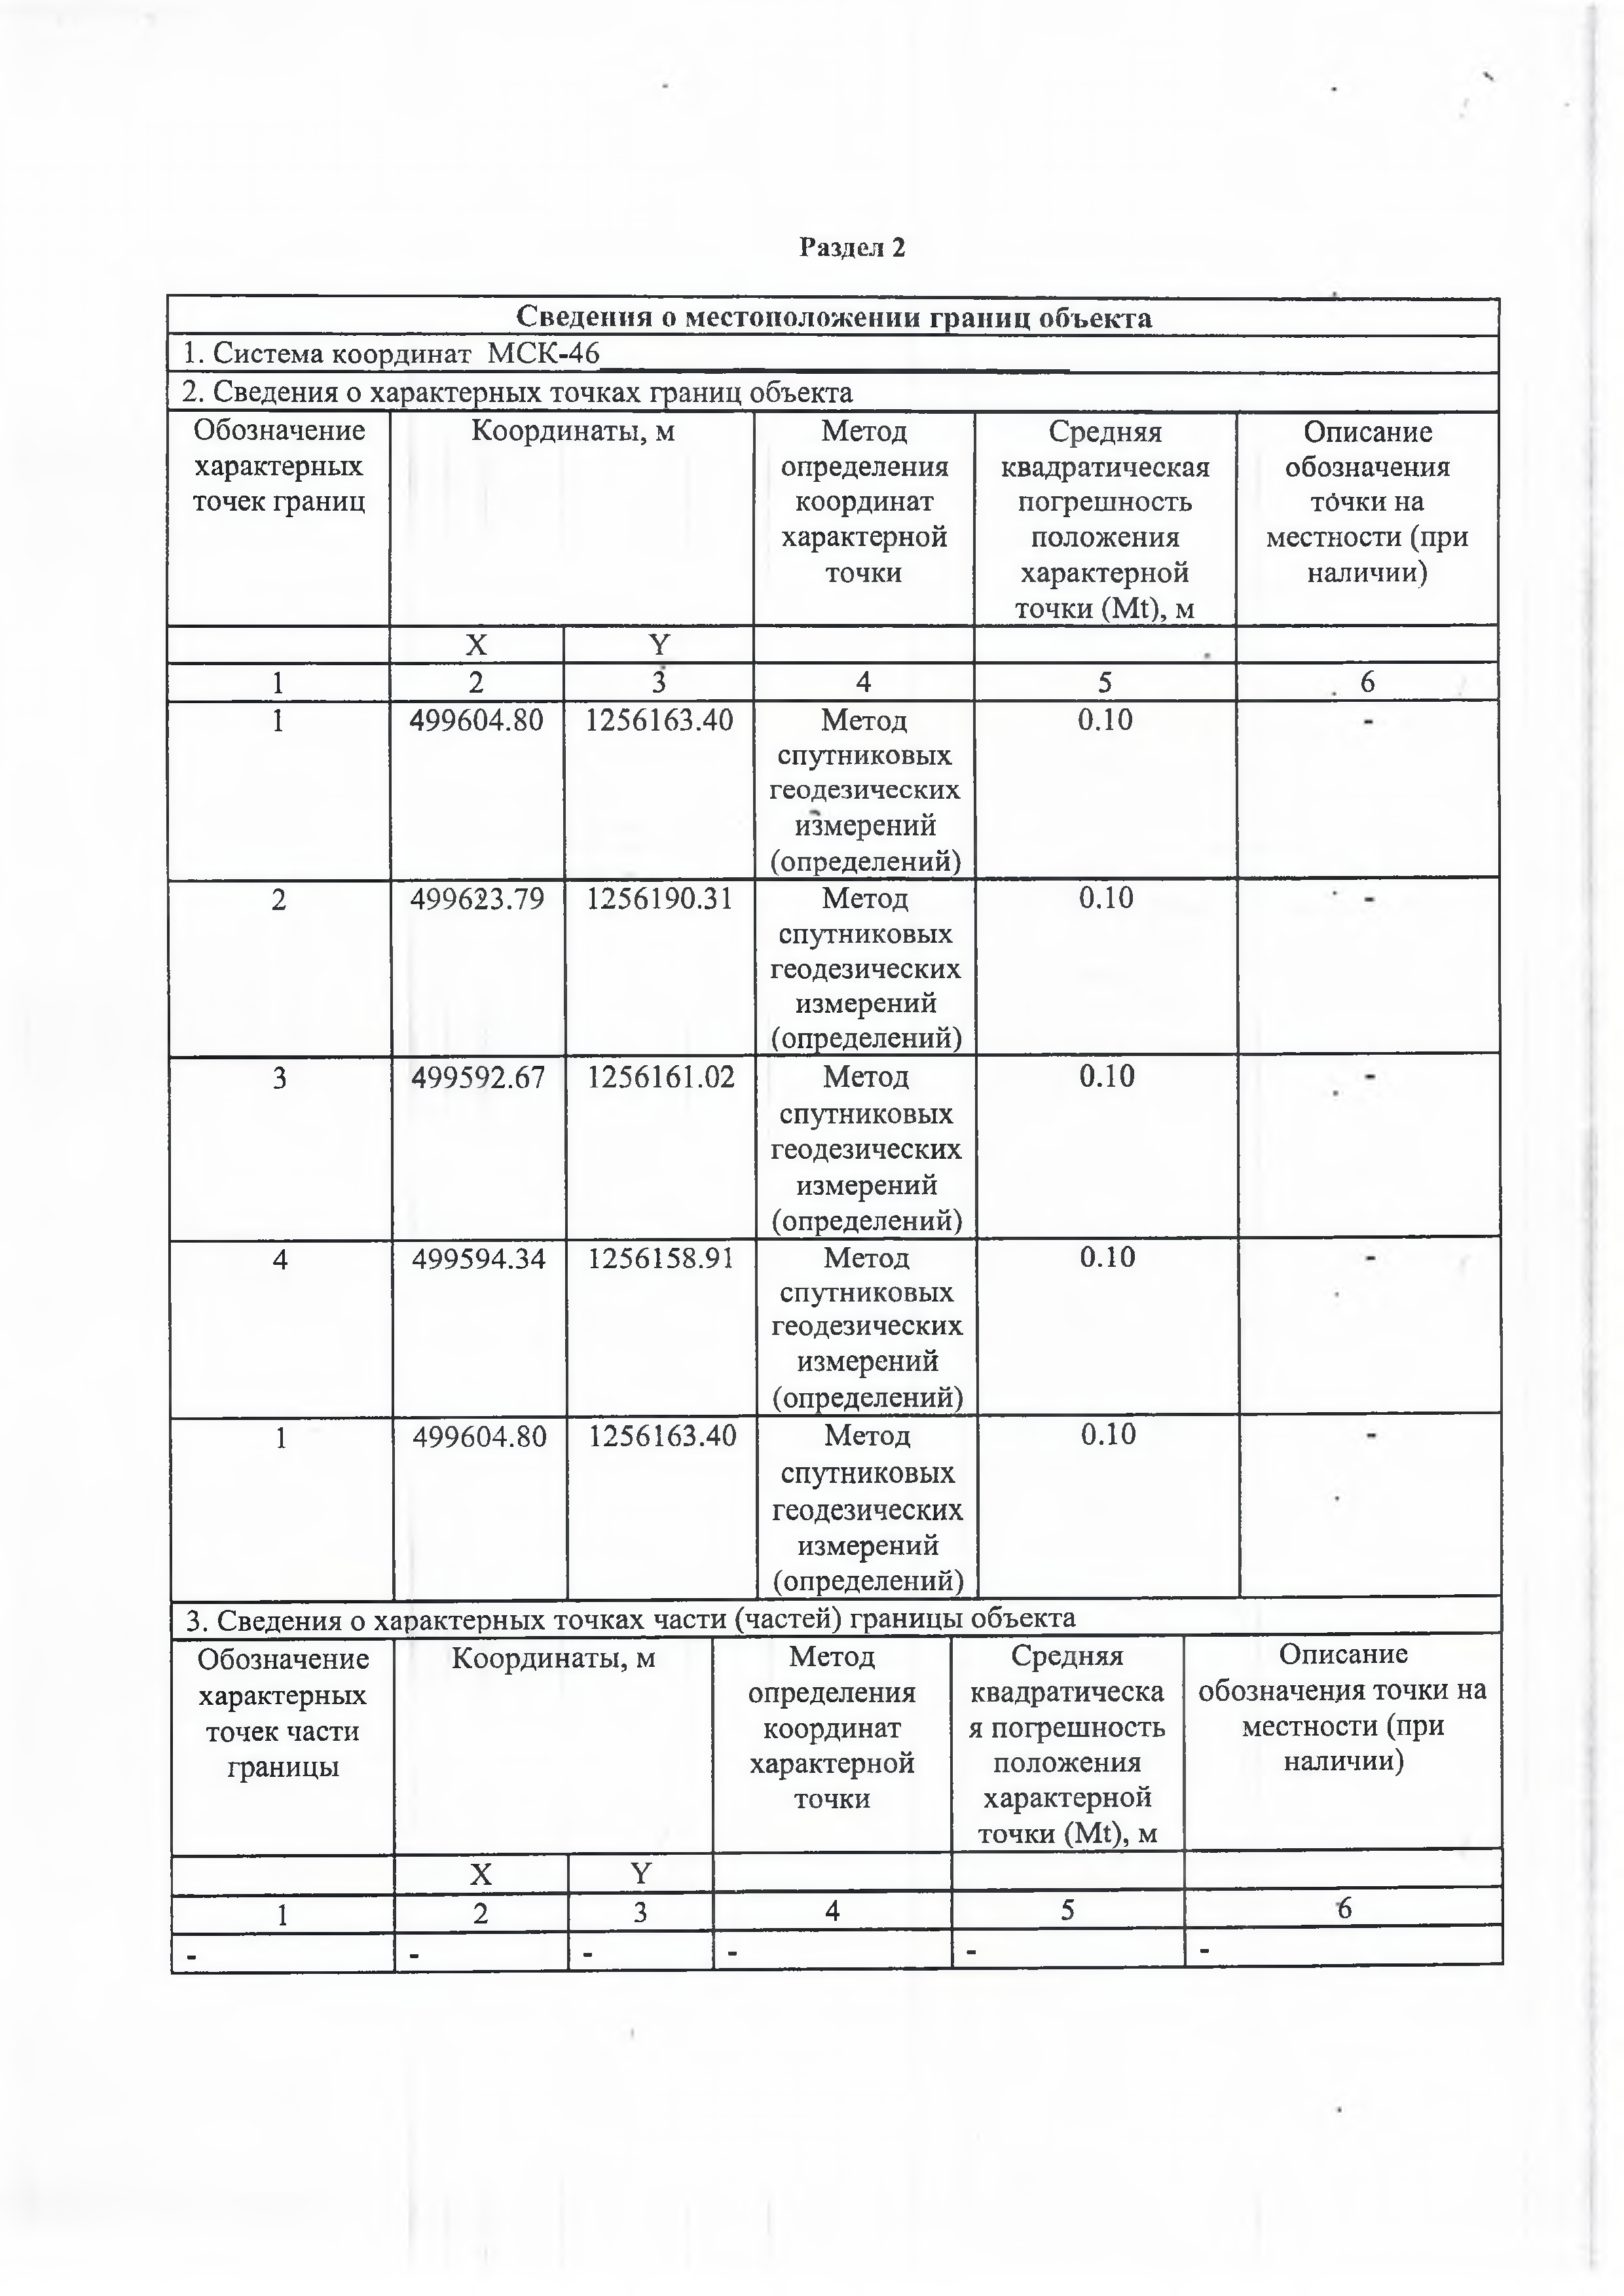 Раздел 2
Сведения о местоположении границ объекта
1. Система координат МСК-46
2. Сведения о характерных точках границ объекта
Обозначение характерных точек границ
Координаты, м
Метод определения координат характерной точки
Средняя квадратическая погрешность положения характерной точки (Mt), м
Описание обозначения точки на местности (при наличии)
X Y
1 2 3 4 5 6
1 499604.80 1256163.40 Метод спутниковых геодезических измерений (определений) 0.10 -
2 499623.79 1256190.31 Метод спутниковых геодезических измерений (определений) 0.10 -
3 499592.67 1256161.02 Метод спутниковых геодезических измерений (определений) 0.10 -
4 499594.34 1256158.91 Метод спутниковых геодезических измерений (определений) 0.10 -
1 499604.80 1256163.40 Метод спутниковых геодезических измерений (определений) 0.10 -
3. Сведения о характерных точках части (частей) границы объекта
Обозначение характерных точек части границы
Координаты, м
Метод определения координат характерной точки
Средняя квадратическа я погрешность положения характерной точки (Mt), м
Описание обозначения точки на местности (при наличии)
X Y
1 2 3 4 5 6
- - - - - -